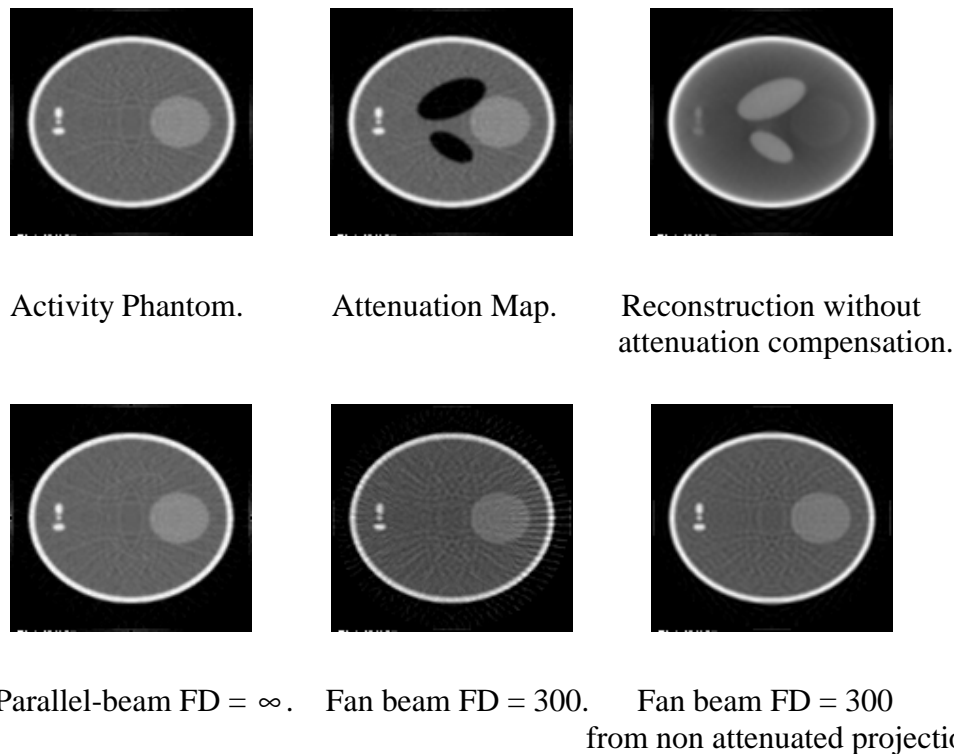 Activity Phantom. Attenuation Map. Reconstruction without
attenuation compensation.
Parallel-beam FD = ∞. Fan beam FD = 300. Fan beam FD = 300
from non attenuated